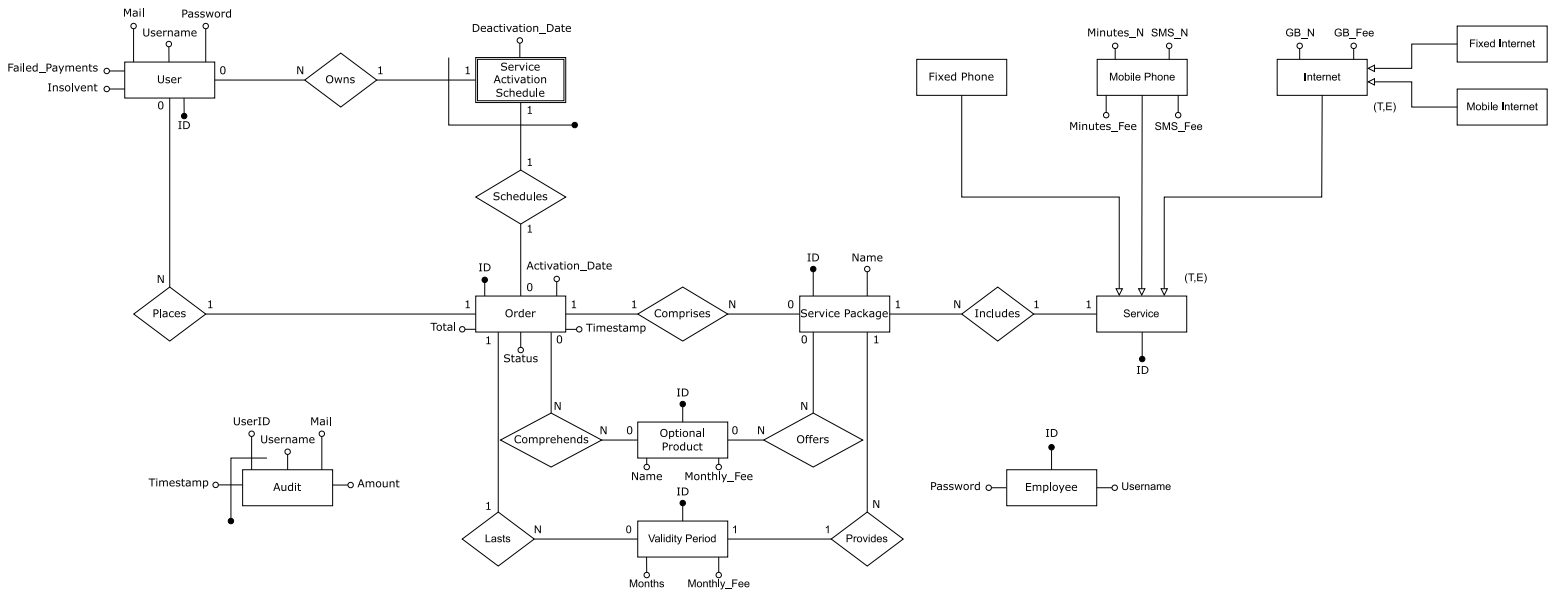 Mail
Password
Username
Failed_Payments
User
Insolvent
ID
0
N
Owns
1
1
Deactivation_Date
Service
Activation
Schedule
Fixed Phone
Minutes_N
SMS_N
Mobile Phone
Minutes_Fee
SMS_Fee
GB_N
GB_Fee
Internet
(T,E)
Fixed Internet
Mobile Internet
0
1
1
Schedules
1
0
N
Places
1
1
ID
Activation_Date
Order
Total
Status
Timestamp
1
1
Comprises
N
0
ID
Name
Service Package
1
N
Includes
1
1
(T,E)
Service
ID
1
0
0
1
N
Comprehends
N
0
ID
Optional
Product
Name
Monthly_Fee
0
N
Offers
N
UserID
Username
Mail
Timestamp
Audit
Amount
1
Lasts
N
0
ID
Validity Period
Months
Monthly_Fee
1
1
Provides
N
ID
Password
Employee
Username